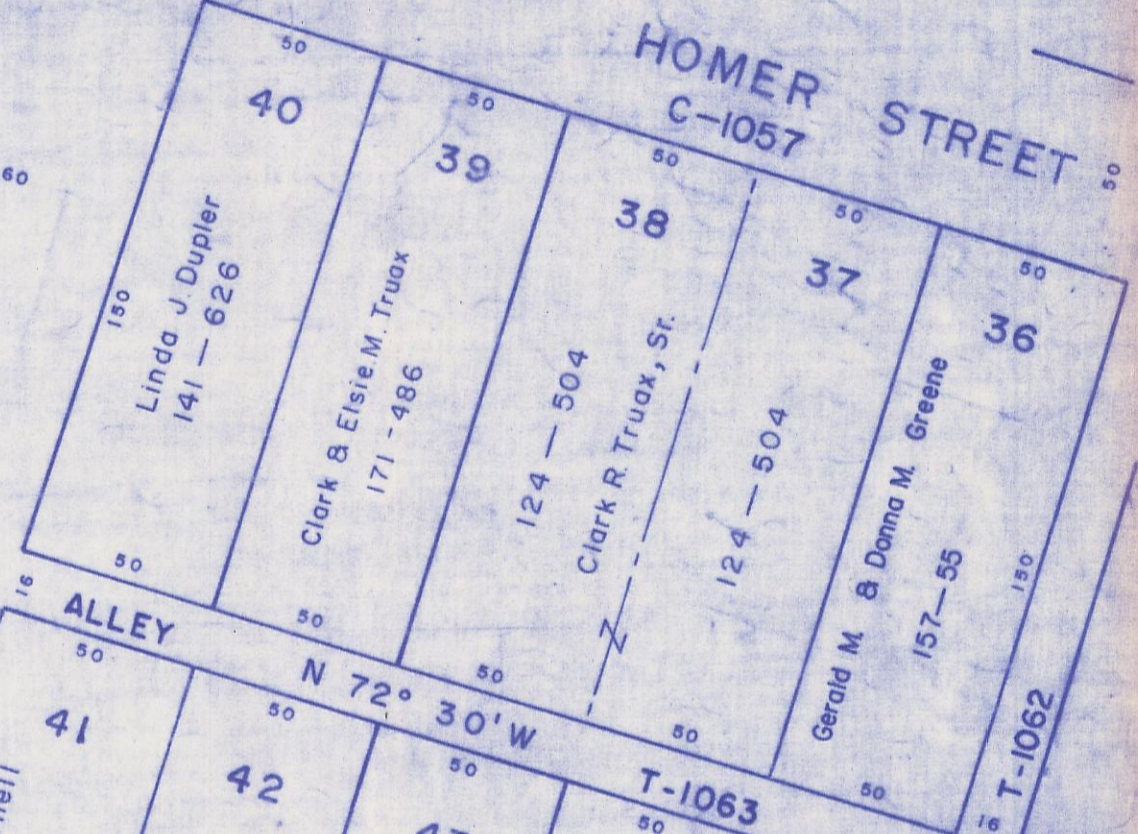 HOMER STREET
C-1057
50
60
50
40
150
Linda J. Dupler
141 - 626
50
50
39
Clark & Elsie M. Truax
171 - 486
50
50
38
124 - 504
Clark R. Truax, Sr.
Z
50
50
37
124 - 504
50
50
36
Gerald M. & Donna M. Greene
157 - 55
150
50
16
ALLEY
N 72° 30' W
T-1063
T-1062
16
50
41
50
42
50
50